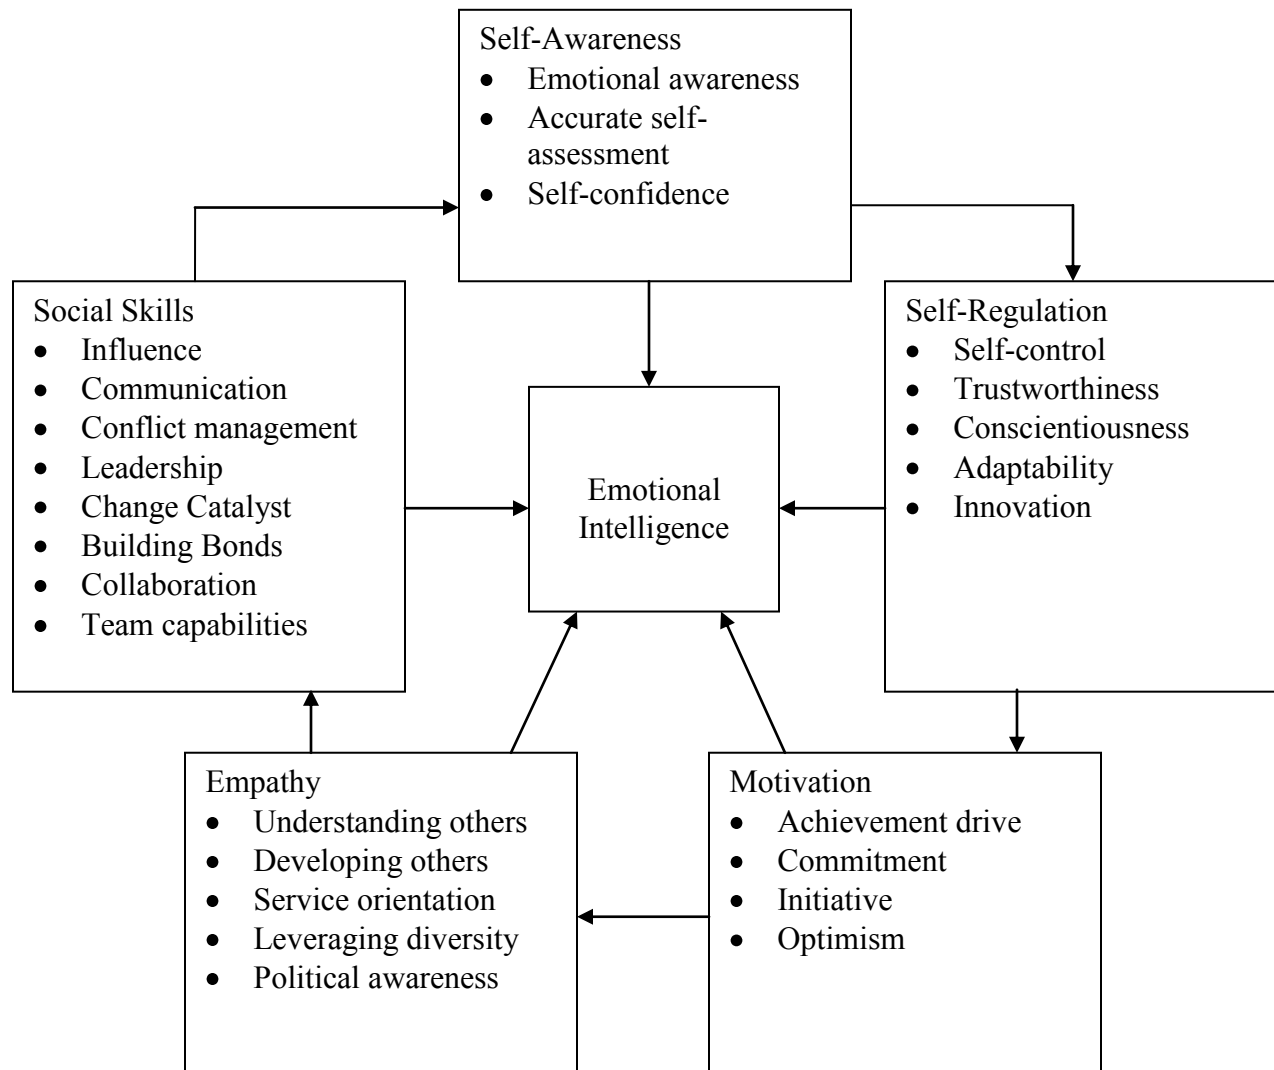 Self-Awareness
• Emotional awareness
• Accurate self-
assessment
• Self-confidence
Social Skills
• Influence
• Communication
• Conflict management
• Leadership
• Change Catalyst
• Building Bonds
• Collaboration
• Team capabilities
Emotional
Intelligence
Self-Regulation
• Self-control
• Trustworthiness
• Conscientiousness
• Adaptability
• Innovation
Empathy
• Understanding others
• Developing others
• Service orientation
• Leveraging diversity
• Political awareness
Motivation
• Achievement drive
• Commitment
• Initiative
• Optimism